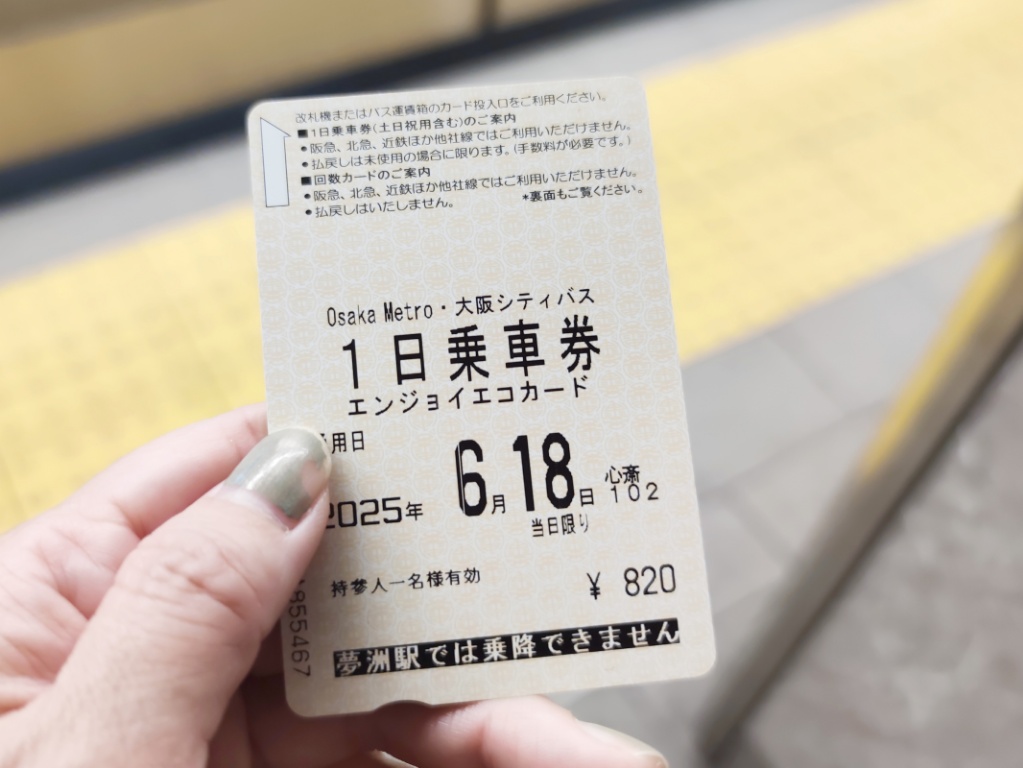 改札機またはバス運賃箱のカード投入口をご利用ください。
■1日乗車券(土日祝用含む)のご案内
●阪急、北急、近鉄ほか他社線ではご利用いただけません。
●払戻しは未使用の場合に限ります。(手数料が必要です。)
■回数カードのご案内
●阪急、北急、近鉄ほか他社線ではご利用いただけません。
●払戻しはいたしません。 *裏面もご覧ください。
Osaka Metro・大阪シティバス
1日乗車券
エンジョイエコカード
用日
2025年 6月18日 心斎 102
当日限り
持参人一名様有効 ¥ 820
夢洲駅では乗降できません
855467